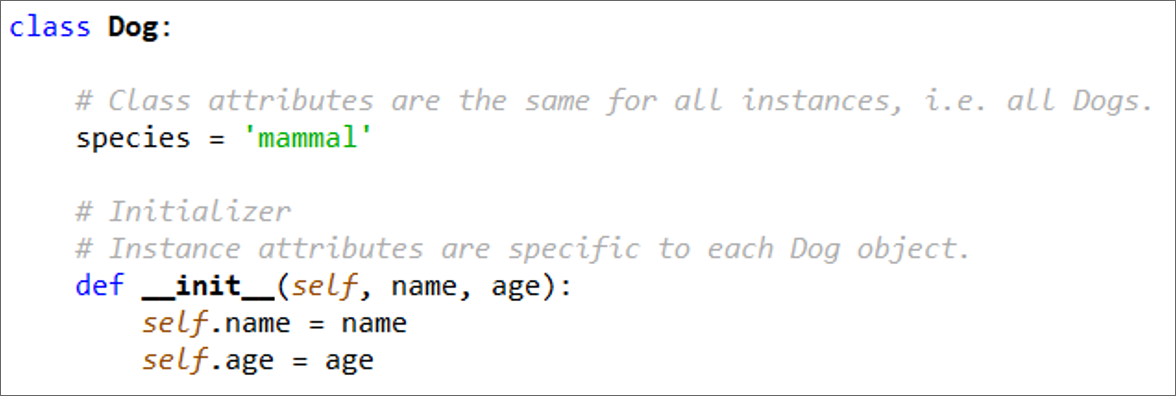 class Dog:
    # Class attributes are the same for all instances, i.e. all Dogs.
    species = 'mammal'
    # Initializer
    # Instance attributes are specific to each Dog object.
    def __init__(self, name, age):
        self.name = name
        self.age = age